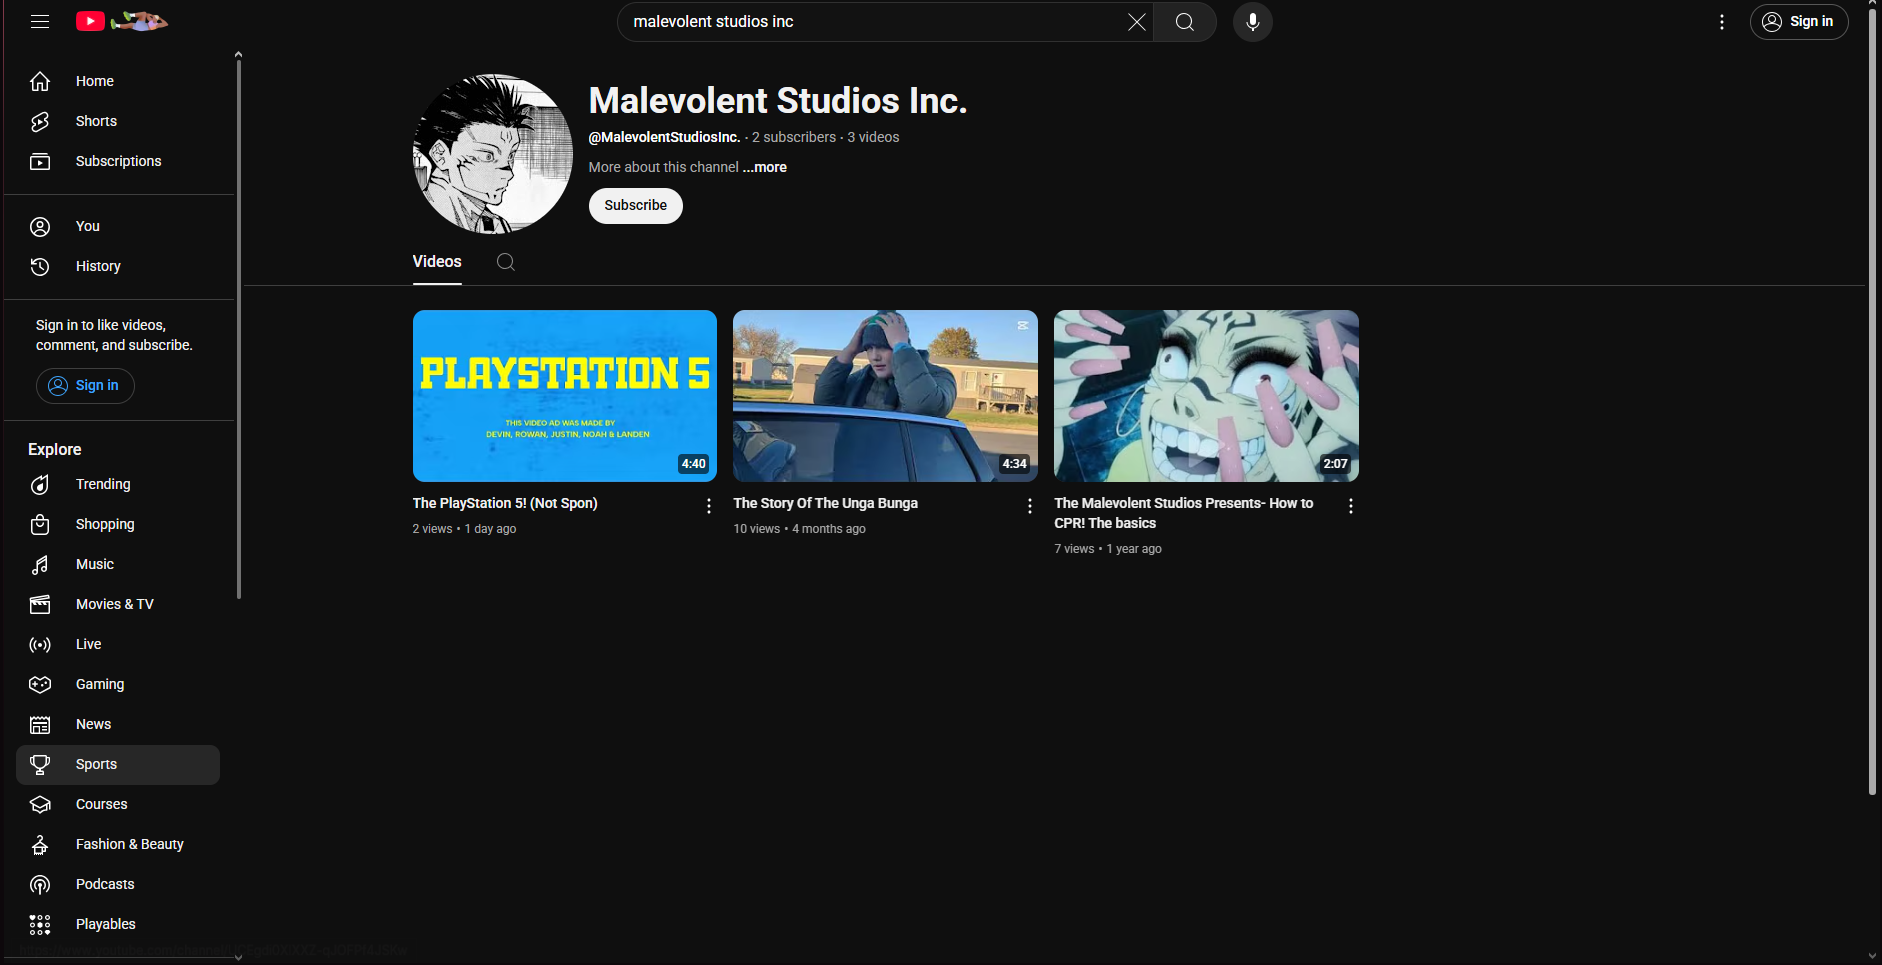 malevolent studios inc
Sign in
Home
Shorts
Subscriptions
You
History
Sign in to like videos,
comment, and subscribe.
Sign in
Explore
Trending
Shopping
Music
Movies & TV
Live
Gaming
News
Sports
Courses
Fashion & Beauty
Podcasts
Playables
Malevolent Studios Inc.
@MalevolentStudiosInc. · 2 subscribers · 3 videos
More about this channel ...more
Subscribe
Videos
PLAYSTATION 5
THIS VIDEO AD WAS MADE BY
DEVIN, ROWAN, JUSTIN, NOAH & LANDEN
4:40
The PlayStation 5! (Not Spon)
2 views • 1 day ago
4:34
The Story Of The Unga Bunga
10 views • 4 months ago
2:07
The Malevolent Studios Presents- How to
CPR! The basics
7 views • 1 year ago